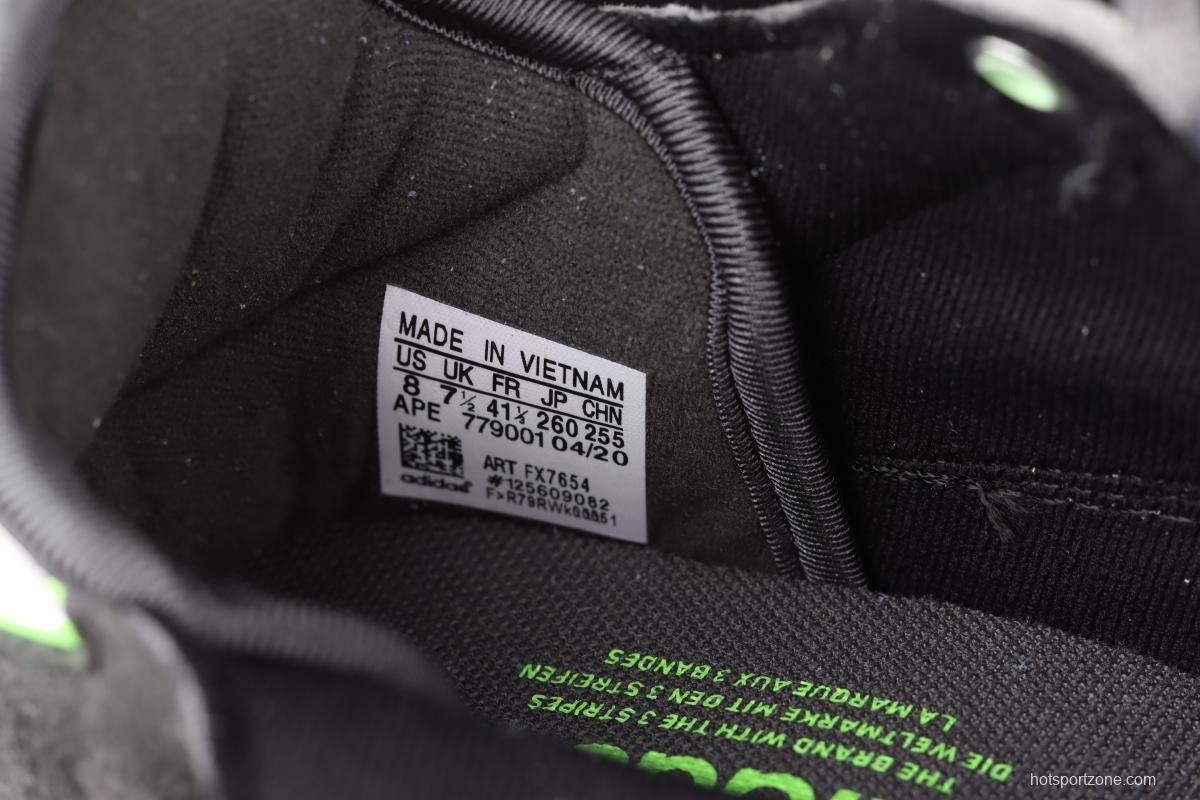 MADE IN VIETNAM
US UK FR JP CHN
8 7½ 41⅓ 260 255
APE 779001 04/20
ART FX7654
#125609082
adidas
LA MARQUE AUX 3 BANDES
DIE WELTMARKE MIT DEN 3 STREIFEN
THE BRAND WITH THE 3 STRIPES
hotsportzone.com